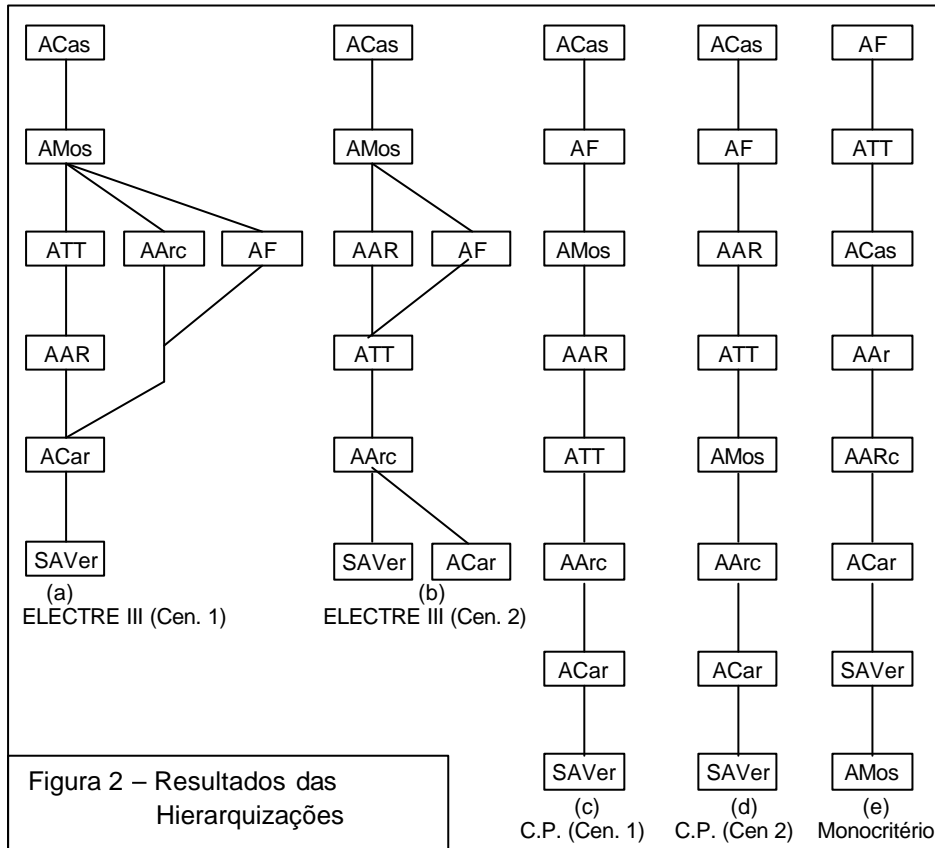 ACas ACas ACas ACas AF
AMos AMos AF AF ATT
ATT AArc AF AAR AF AMos AAR ACas
AAR ATT AAR ATT AAr
ACar AArc ATT AMos AARc
SAVer SAVer ACar AArc AArc ACar
(a) (b)
ELECTRE III (Cen. 1) ELECTRE III (Cen. 2)
ACar ACar SAVer
SAVer SAVer AMos
(c) (d) (e)
C.P. (Cen. 1) C.P. (Cen 2) Monocritério
Figura 2 – Resultados das
Hierarquizações